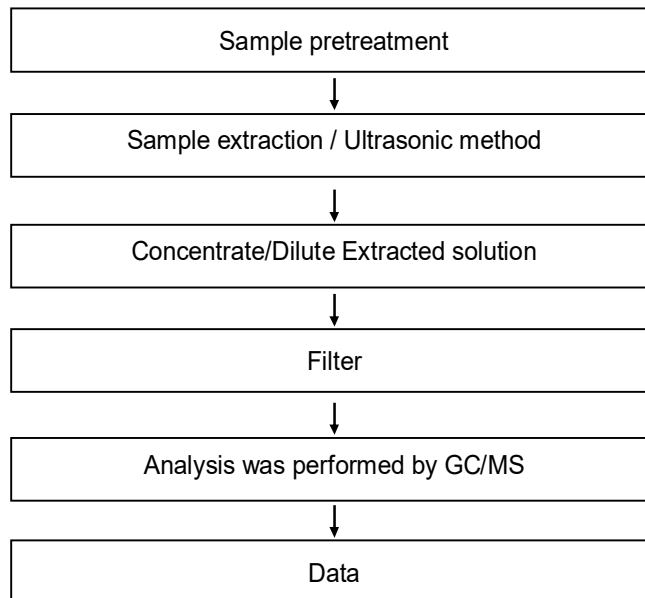 Sample pretreatment
Sample extraction / Ultrasonic method
Concentrate/Dilute Extracted solution
Filter
Analysis was performed by GC/MS
Data